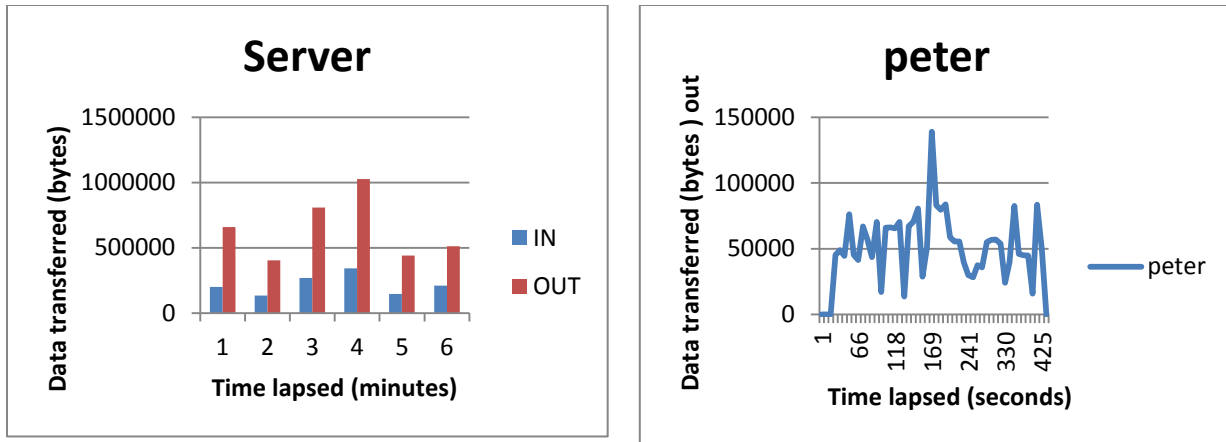 Server
Data transferred (bytes)
1500000
1000000
500000
0
1 2 3 4 5 6
Time lapsed (minutes)
IN
OUT
peter
Data transferred (bytes ) out
150000
100000
50000
0
1 66 118 169 241 330 425
Time lapsed (seconds)
peter